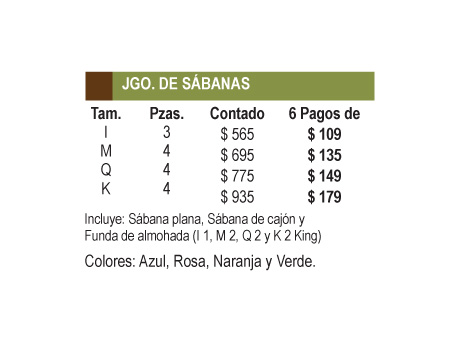 JGO. DE SÁBANAS
Tam. Pzas. Contado 6 Pagos de
I 3 $ 565 $ 109
M 4 $ 695 $ 135
Q 4 $ 775 $ 149
K 4 $ 935 $ 179
Incluye: Sábana plana, Sábana de cajón y
Funda de almohada (I 1, M 2, Q 2 y K 2 King)
Colores: Azul, Rosa, Naranja y Verde.